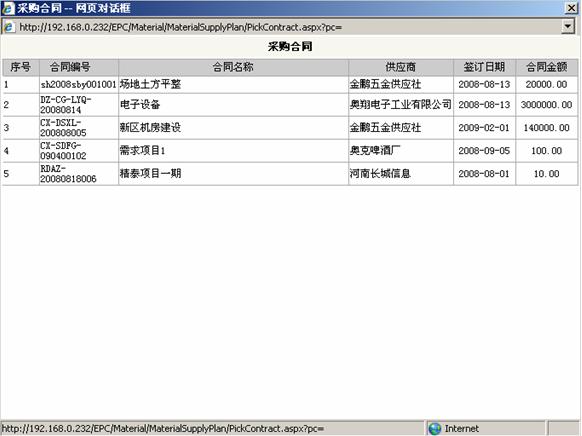 采购合同 -- 网页对话框
http://192.168.0.232/EPC/Material/MaterialSupplyPlan/PickContract.aspx?pc=
采购合同
序号 合同编号 合同名称 供应商 签订日期 合同金额
1 sh2008sby001001 场地土方平整 金鹏五金供应社 2008-08-13 20000.00
2 DZ-CG-LYQ-20080814 电子设备 奥翔电子工业有限公司 2008-08-13 3000000.00
3 CX-DSXL-200808005 新区机房建设 金鹏五金供应社 2009-02-01 140000.00
4 CX-SDFG-090400102 需求项目1 奥克啤酒厂 2008-09-05 100.00
5 RDAZ-20080818006 精泰项目一期 河南长城信息 2008-08-01 10.00
http://192.168.0.232/EPC/Material/MaterialSupplyPlan/PickContract.aspx?pc= Internet